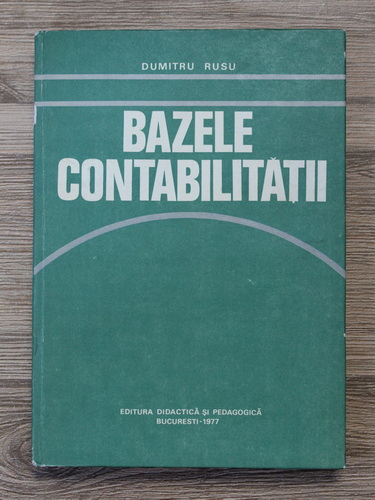 DUMITRU RUSU
BAZELE
CONTABILITĂȚII
EDITURA DIDACTICĂ ȘI PEDAGOGICĂ
BUCUREȘTI-1977